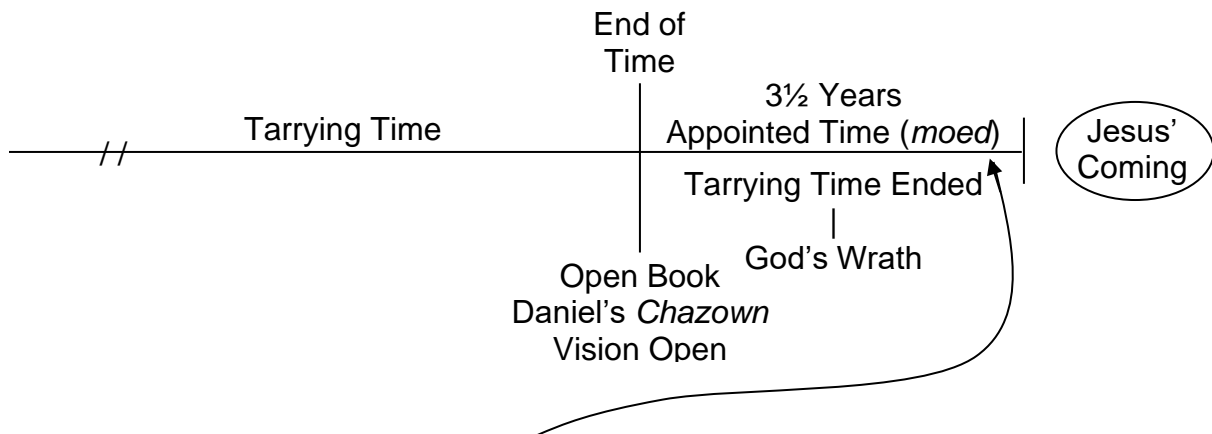 End of
Time
3½ Years
Tarrying Time
Appointed Time (moed)
Jesus’
Coming
Tarrying Time Ended
God’s Wrath
Open Book
Daniel’s Chazown
Vision Open